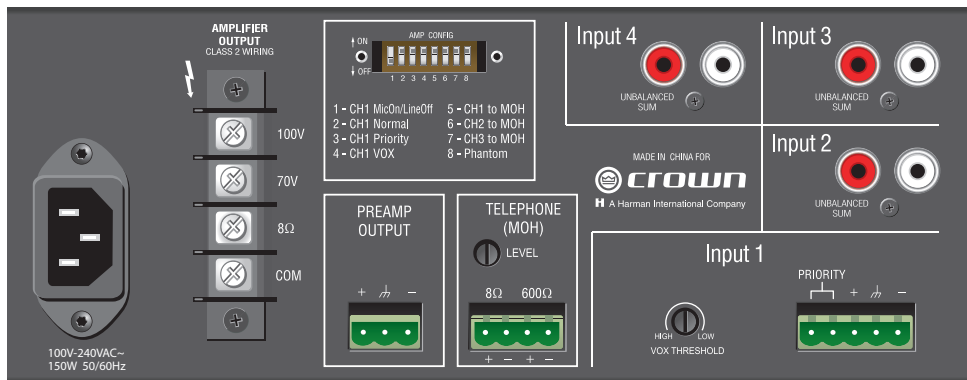 AMPLIFIER
OUTPUT
CLASS 2 WIRING
100V
70V
8Ω
COM
100V-240VAC~
150W 50/60Hz
AMP CONFIG
↑ ON
↓ OFF
1 2 3 4 5 6 7 8
1 - CH1 MicOn/LineOff
2 - CH1 Normal
3 - CH1 Priority
4 - CH1 VOX
5 - CH1 to MOH
6 - CH2 to MOH
7 - CH3 to MOH
8 - Phantom
PREAMP
OUTPUT
+ −
TELEPHONE
(MOH)
LEVEL
8Ω 600Ω
+ − + −
Input 4
UNBALANCED
SUM
Input 3
UNBALANCED
SUM
MADE IN CHINA FOR
crown
H A Harman International Company
Input 2
UNBALANCED
SUM
Input 1
PRIORITY
+ −
HIGH LOW
VOX THRESHOLD